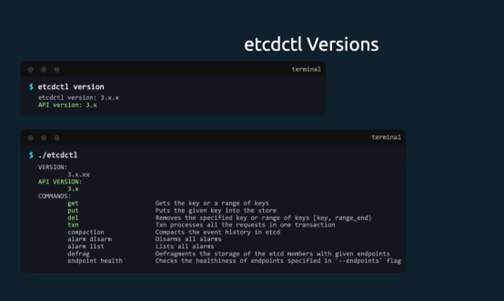 etcdctl Versions
terminal
$ etcdctl version
etcdctl version: 3.x.x
API version: 3.x
terminal
$ ./etcdctl
VERSION:
3.x.xx
API VERSION:
3.x
COMMANDS:
get Gets the key or a range of keys
put Puts the given key into the store
del Removes the specified key or range of keys [key, range_end)
txn Txn processes all the requests in one transaction
compaction Compacts the event history in etcd
alarm disarm Disarms all alarms
alarm list Lists all alarms
defrag Defragments the storage of the etcd members with given endpoints
endpoint health Checks the healthiness of endpoints specified in `--endpoints` flag